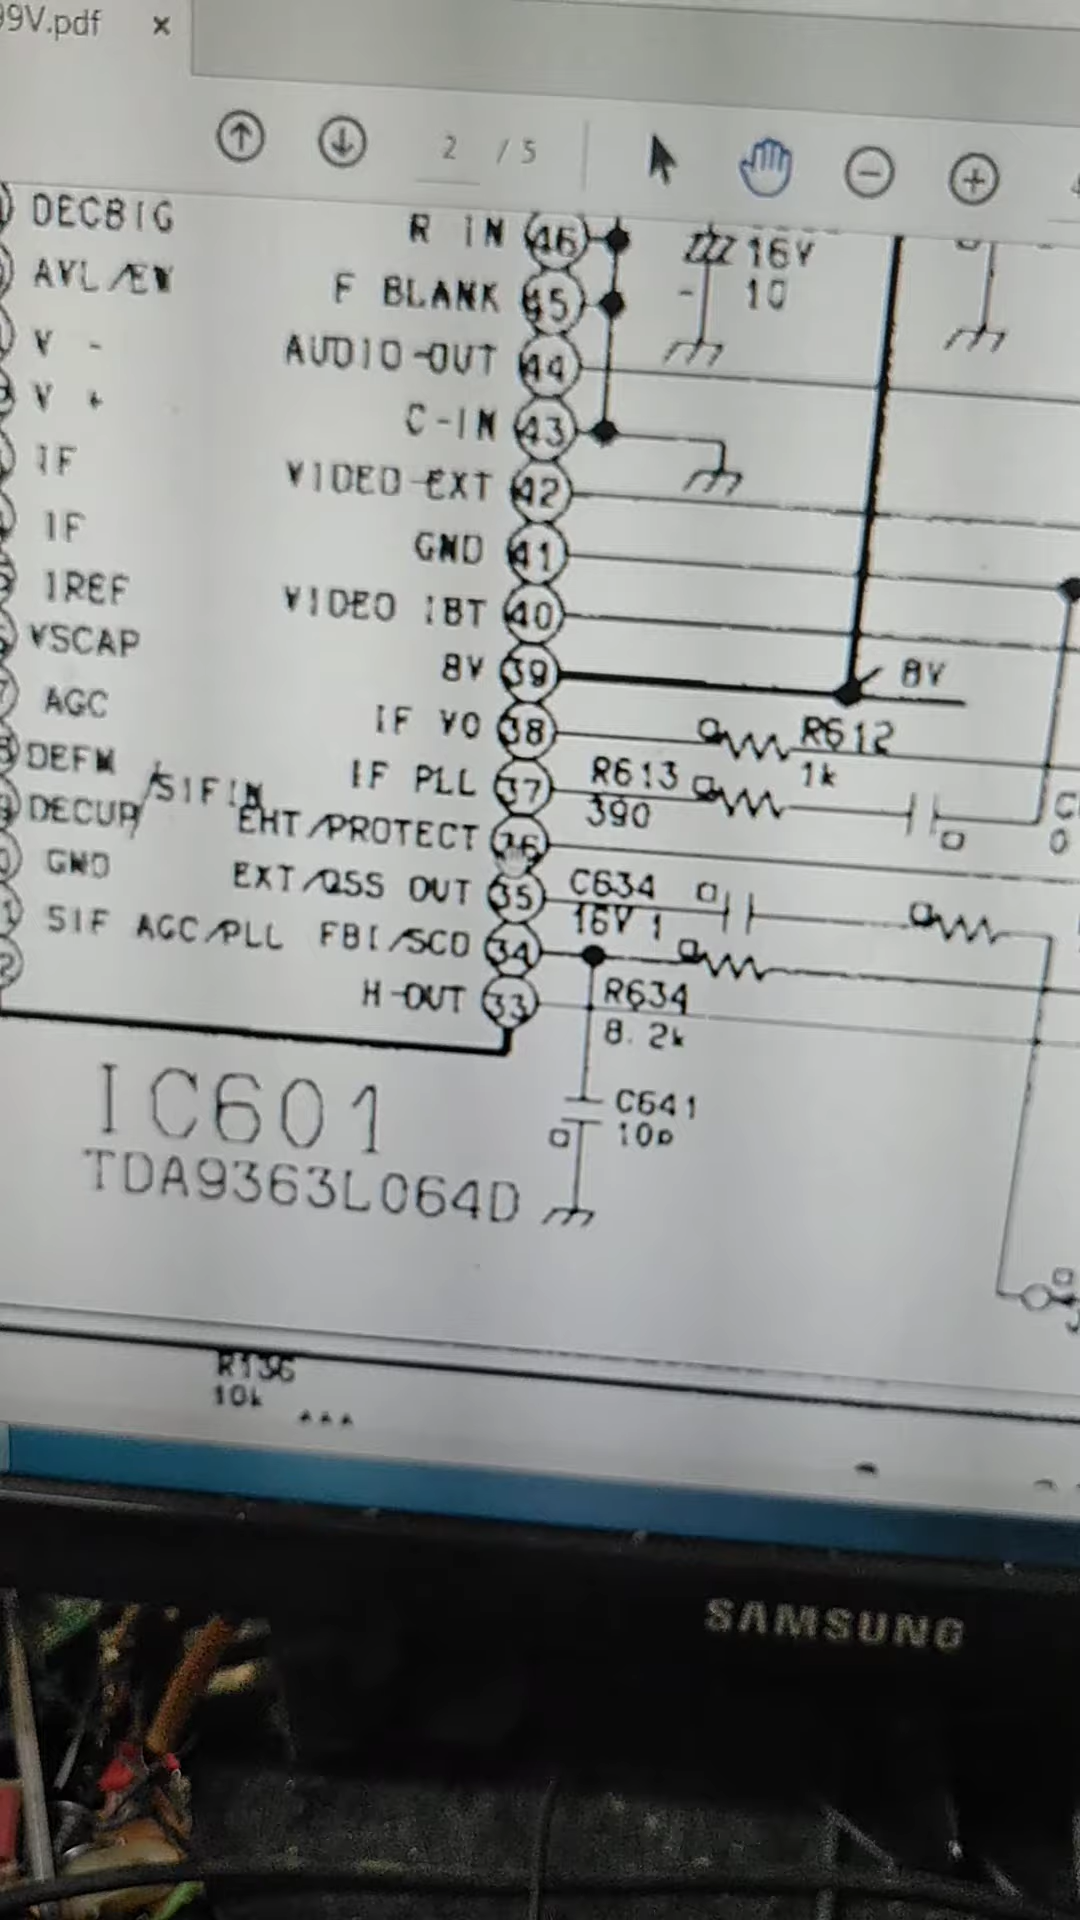 99V.pdf ×
2 / 5
DECBIG
AVL/EW
V -
V +
IF
IF
IREF
VSCAP
AGC
DEFM
DECUP/
/SIFIN
GND
SIF AGC/PLL
R IN 46
F BLANK 45
AUDIO-OUT 44
C-IN 43
VIDEO-EXT 42
GND 41
VIDEO IBT 40
8V 39
IF VO 38
IF PLL 37
EHT/PROTECT 36
EXT/QSS OUT 35
FBI/SCO 34
H-OUT 33
16V
10
-
8V
R612
1k
R613
390
C634
16V 1
R634
8.2k
C641
10p
IC601
TDA9363L064D
R136
10k
SAMSUNG